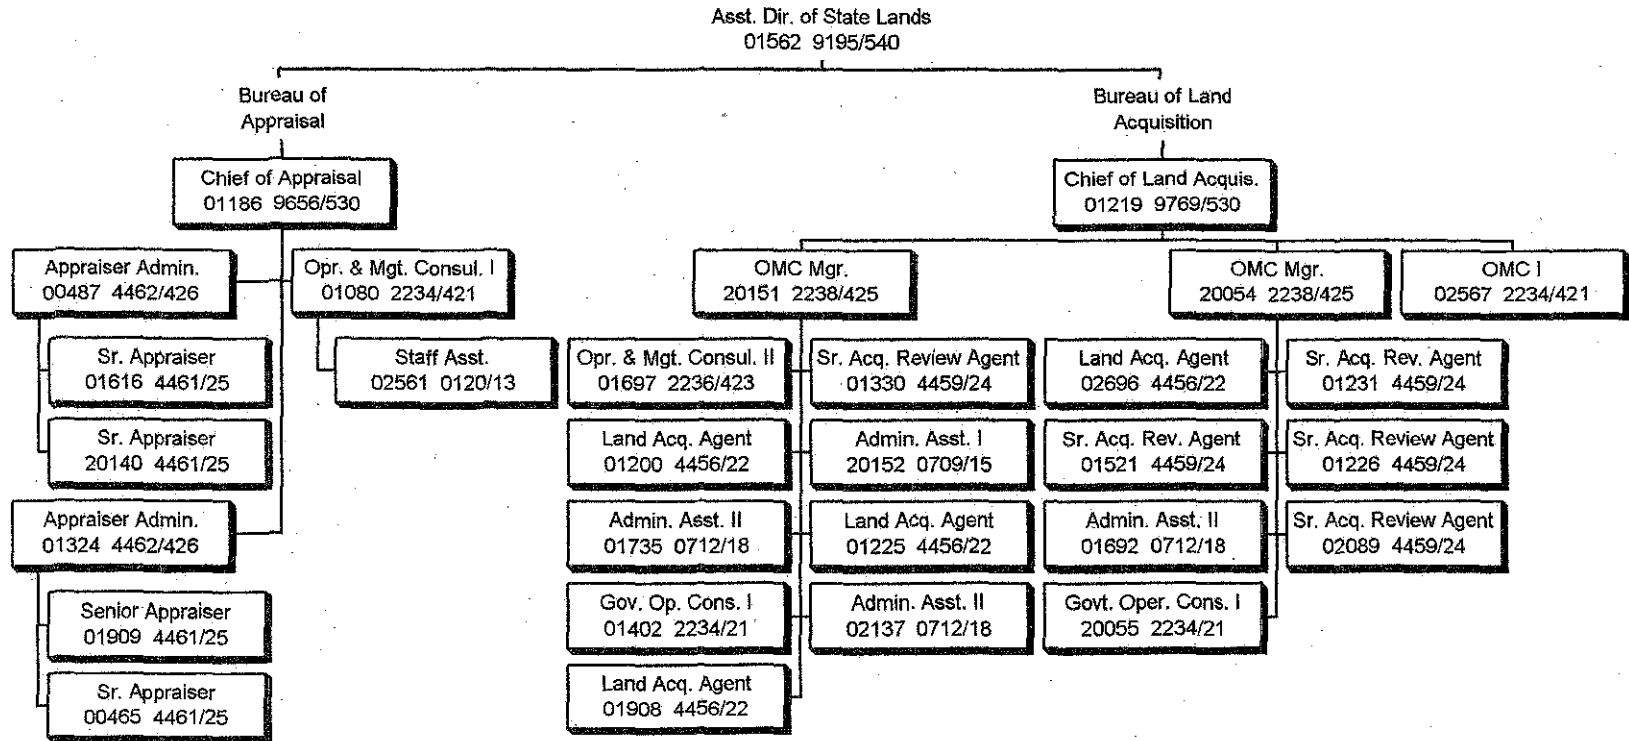 Asst. Dir. of State Lands
01562 9195/540
Bureau of
Appraisal
Chief of Appraisal
01186 9656/530
Appraiser Admin.
00487 4462/426
Opr. & Mgt. Consul. I
01080 2234/421
Sr. Appraiser
01616 4461/25
Staff Asst.
02561 0120/13
Sr. Appraiser
20140 4461/25
Appraiser Admin.
01324 4462/426
Senior Appraiser
01909 4461/25
Sr. Appraiser
00465 4461/25
Bureau of Land
Acquisition
Chief of Land Acquis.
01219 9769/530
OMC Mgr.
20151 2238/425
Opr. & Mgt. Consul. II
01697 2236/423
Sr. Acq. Review Agent
01330 4459/24
Land Acq. Agent
01200 4456/22
Admin. Asst. I
20152 0709/15
Admin. Asst. II
01735 0712/18
Land Acq. Agent
01225 4456/22
Gov. Op. Cons. I
01402 2234/21
Admin. Asst. II
02137 0712/18
Land Acq. Agent
01908 4456/22
OMC Mgr.
20054 2238/425
Land Acq. Agent
02696 4456/22
Sr. Acq. Rev. Agent
01231 4459/24
Sr. Acq. Rev. Agent
01521 4459/24
Sr. Acq. Review Agent
01226 4459/24
Admin. Asst. II
01692 0712/18
Sr. Acq. Review Agent
02089 4459/24
Govt. Oper. Cons. I
20055 2234/21
OMC I
02567 2234/421